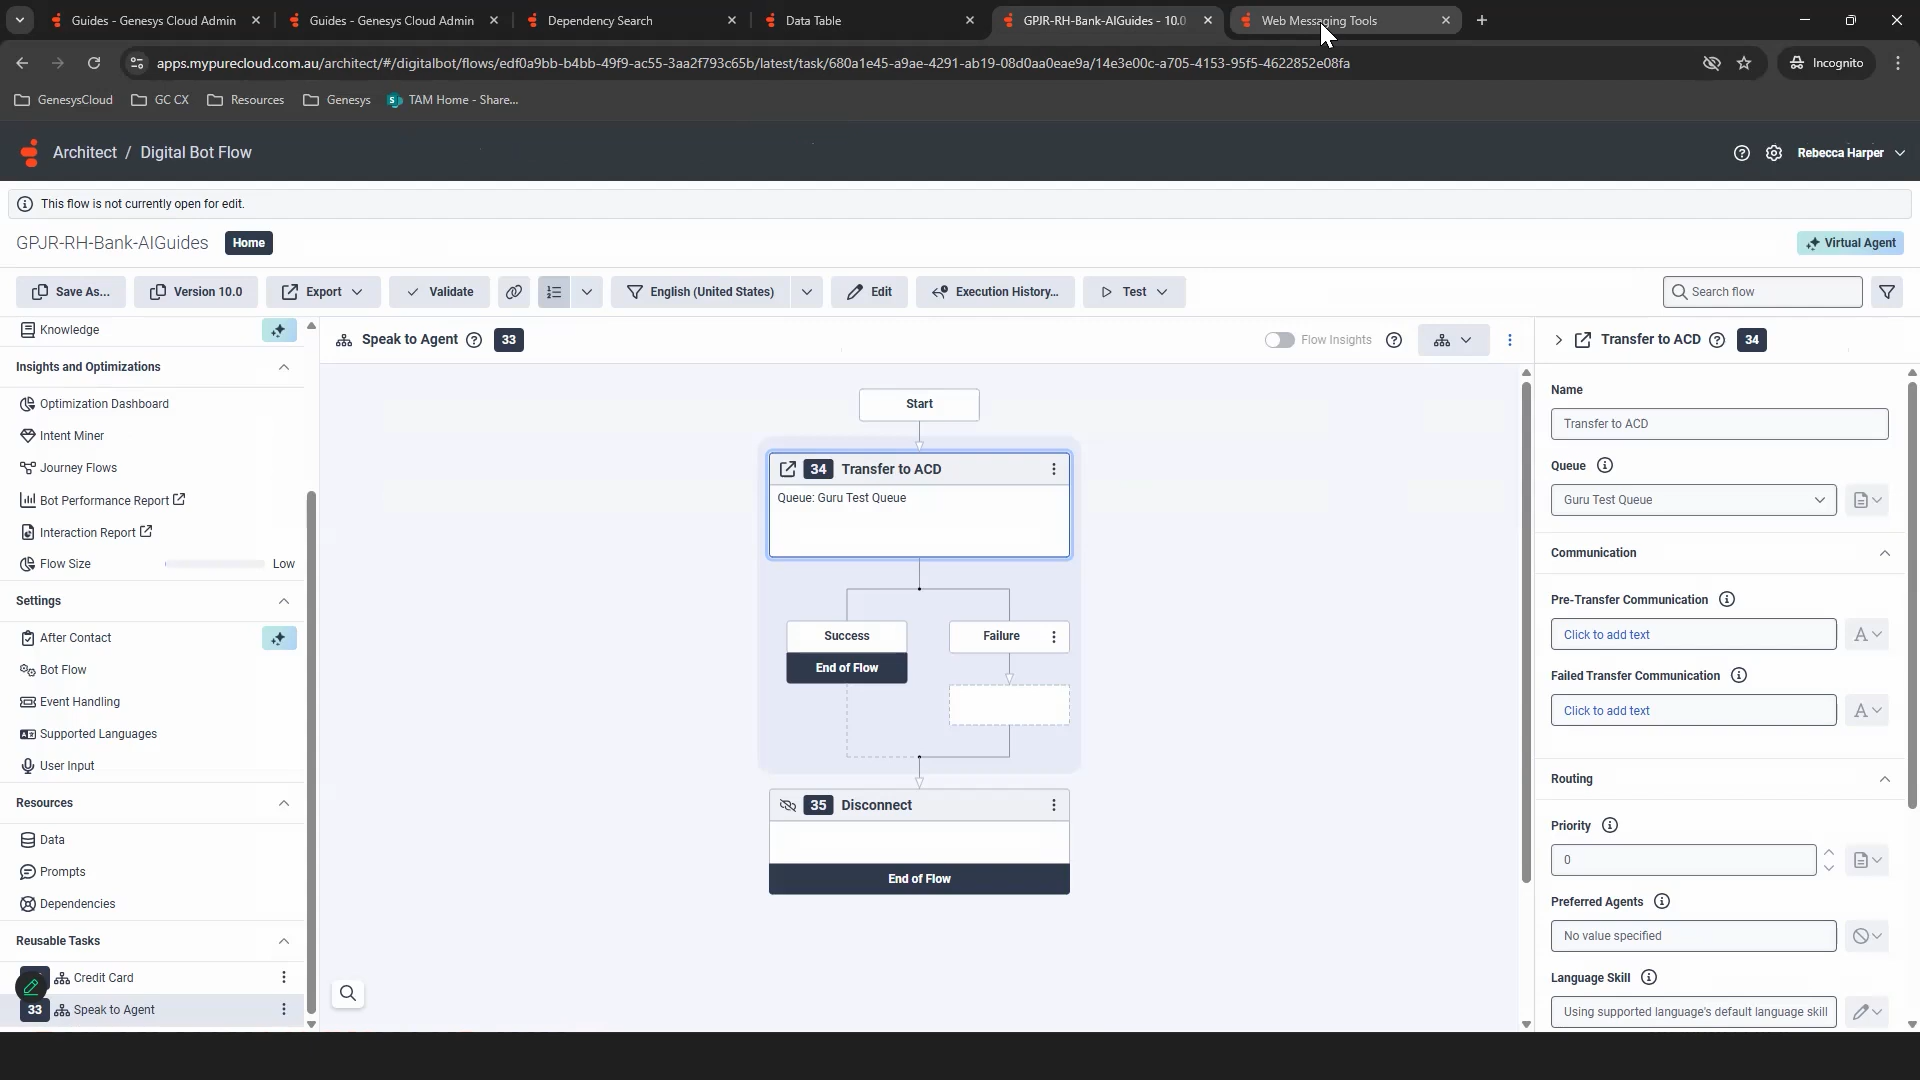 Guides - Genesys Cloud Admin
Guides - Genesys Cloud Admin
Dependency Search
Data Table
GPJR-RH-Bank-AIGuides - 10.0
Web Messaging Tools
apps.mypurecloud.com.au/architect/#/digitalbot/flows/edf0a9bb-b4bb-49f9-ac55-3aa2f793c65b/latest/task/680a1e45-a9ae-4291-ab19-08d0aa0eae9a/14e3e00c-a705-4153-95f5-4622852e08fa
Incognito
GenesysCloud
GC CX
Resources
Genesys
TAM Home - Share...
Architect / Digital Bot Flow
Rebecca Harper
This flow is not currently open for edit.
GPJR-RH-Bank-AIGuides
Home
Virtual Agent
Save As...
Version 10.0
Export
Validate
English (United States)
Edit
Execution History...
Test
Search flow
Knowledge
Insights and Optimizations
Optimization Dashboard
Intent Miner
Journey Flows
Bot Performance Report
Interaction Report
Flow Size
Low
Settings
After Contact
Bot Flow
Event Handling
Supported Languages
User Input
Resources
Data
Prompts
Dependencies
Reusable Tasks
Credit Card
33 Speak to Agent
Speak to Agent
33
Flow Insights
Start
34 Transfer to ACD
Queue: Guru Test Queue
Success
End of Flow
Failure
35 Disconnect
End of Flow
Transfer to ACD
34
Name
Transfer to ACD
Queue
Guru Test Queue
Communication
Pre-Transfer Communication
Click to add text
Failed Transfer Communication
Click to add text
Routing
Priority
0
Preferred Agents
No value specified
Language Skill
Using supported language's default language skill